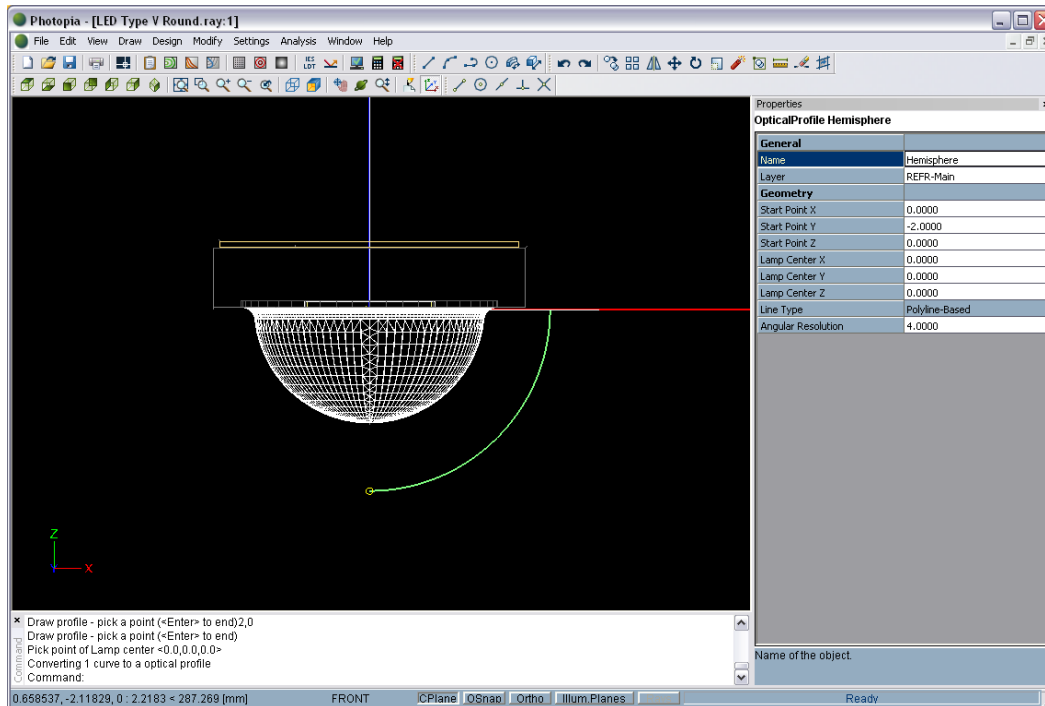 Photopia - [LED Type V Round.ray:1]
File Edit View Draw Design Modify Settings Analysis Window Help
IES
LDT
Properties
OpticalProfile Hemisphere
General
Name Hemisphere
Layer REFR-Main
Geometry
Start Point X 0.0000
Start Point Y -2.0000
Start Point Z 0.0000
Lamp Center X 0.0000
Lamp Center Y 0.0000
Lamp Center Z 0.0000
Line Type Polyline-Based
Angular Resolution 4.0000
Z
X
Draw profile - pick a point (<Enter> to end)2,0
Draw profile - pick a point (<Enter> to end)
Pick point of Lamp center <0.0,0.0,0.0>
Converting 1 curve to a optical profile
Command:
Command
Name of the object.
0.658537, -2.11829, 0 : 2.2183 < 287.269 [mm] FRONT CPlane OSnap Ortho Illum.Planes Ready